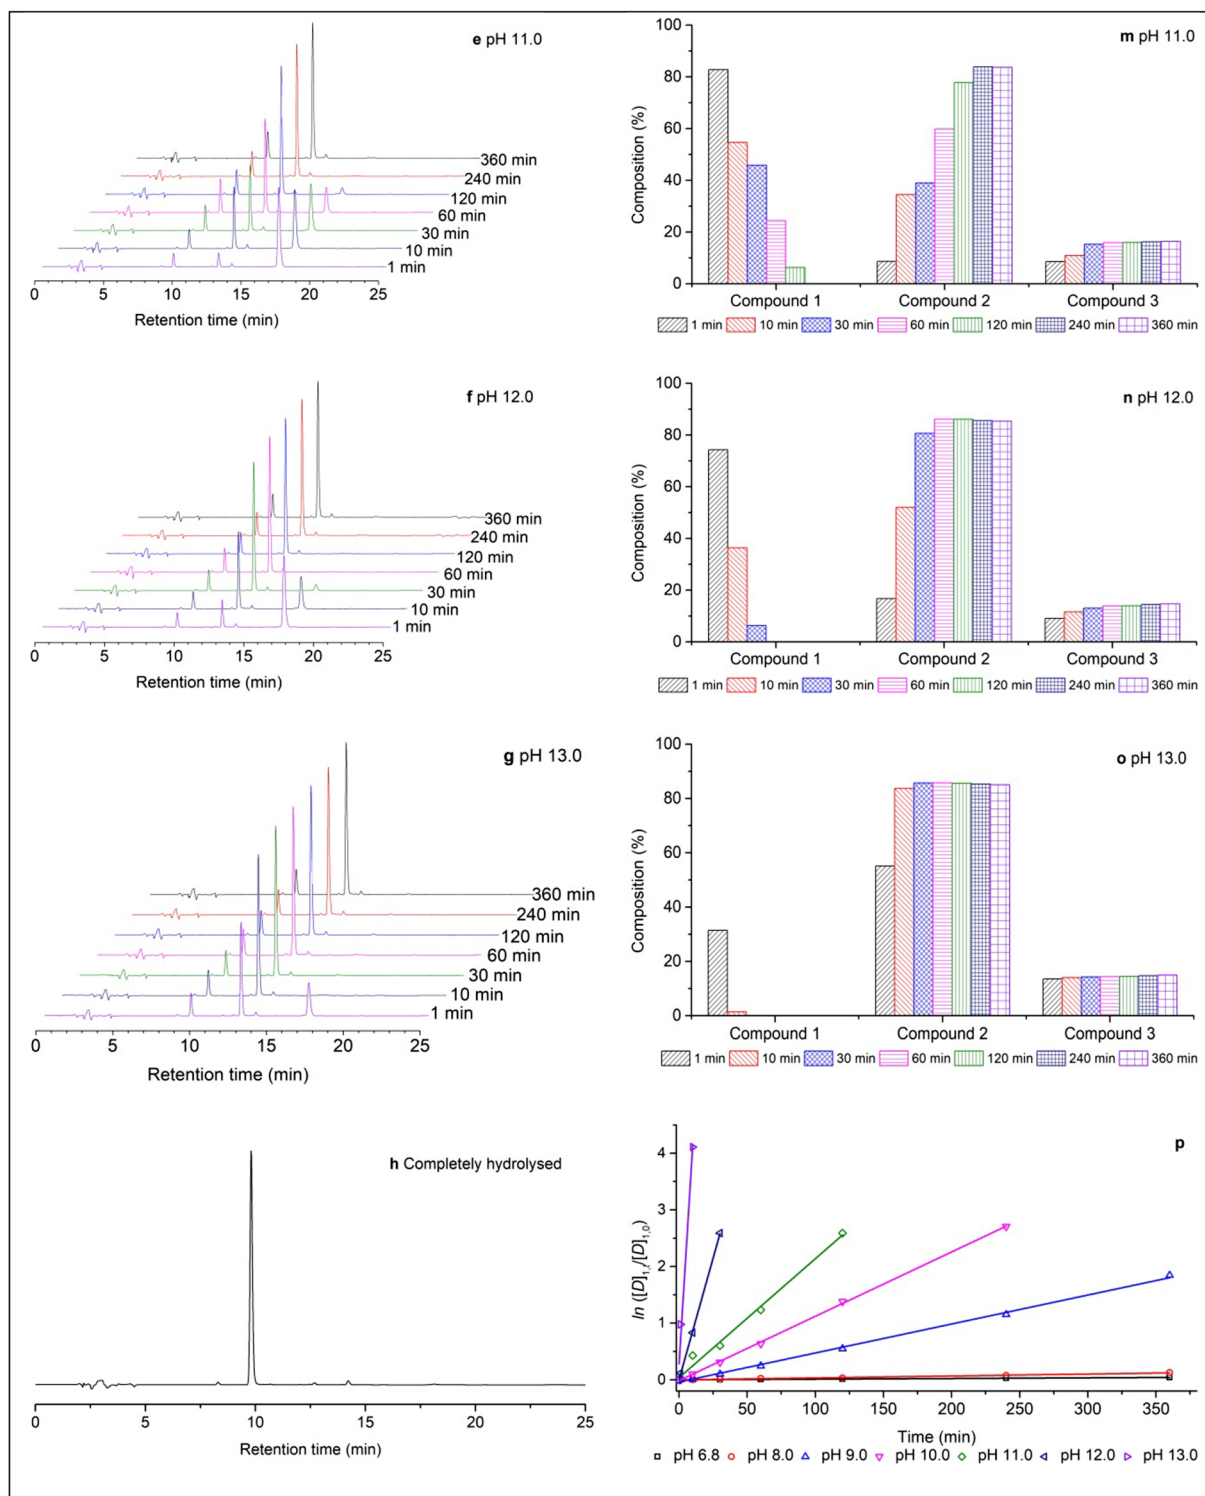 e pH 11.0
360 min
240 min
120 min
60 min
30 min
10 min
1 min
0 5 10 15 20 25
Retention time (min)
m pH 11.0
100
80
60
40
20
0
Composition (%)
Compound 1 Compound 2 Compound 3
1 min 10 min 30 min 60 min 120 min 240 min 360 min
f pH 12.0
360 min
240 min
120 min
60 min
30 min
10 min
1 min
0 5 10 15 20 25
Retention time (min)
n pH 12.0
100
80
60
40
20
0
Composition (%)
Compound 1 Compound 2 Compound 3
1 min 10 min 30 min 60 min 120 min 240 min 360 min
g pH 13.0
360 min
240 min
120 min
60 min
30 min
10 min
1 min
0 5 10 15 20 25
Retention time (min)
o pH 13.0
100
80
60
40
20
0
Composition (%)
Compound 1 Compound 2 Compound 3
1 min 10 min 30 min 60 min 120 min 240 min 360 min
h Completely hydrolysed
0 5 10 15 20 25
Retention time (min)
p
4
3
2
1
0
ln ([D]1,t/[D]1,0)
0 50 100 150 200 250 300 350
Time (min)
pH 6.8 pH 8.0 pH 9.0 pH 10.0 pH 11.0 pH 12.0 pH 13.0